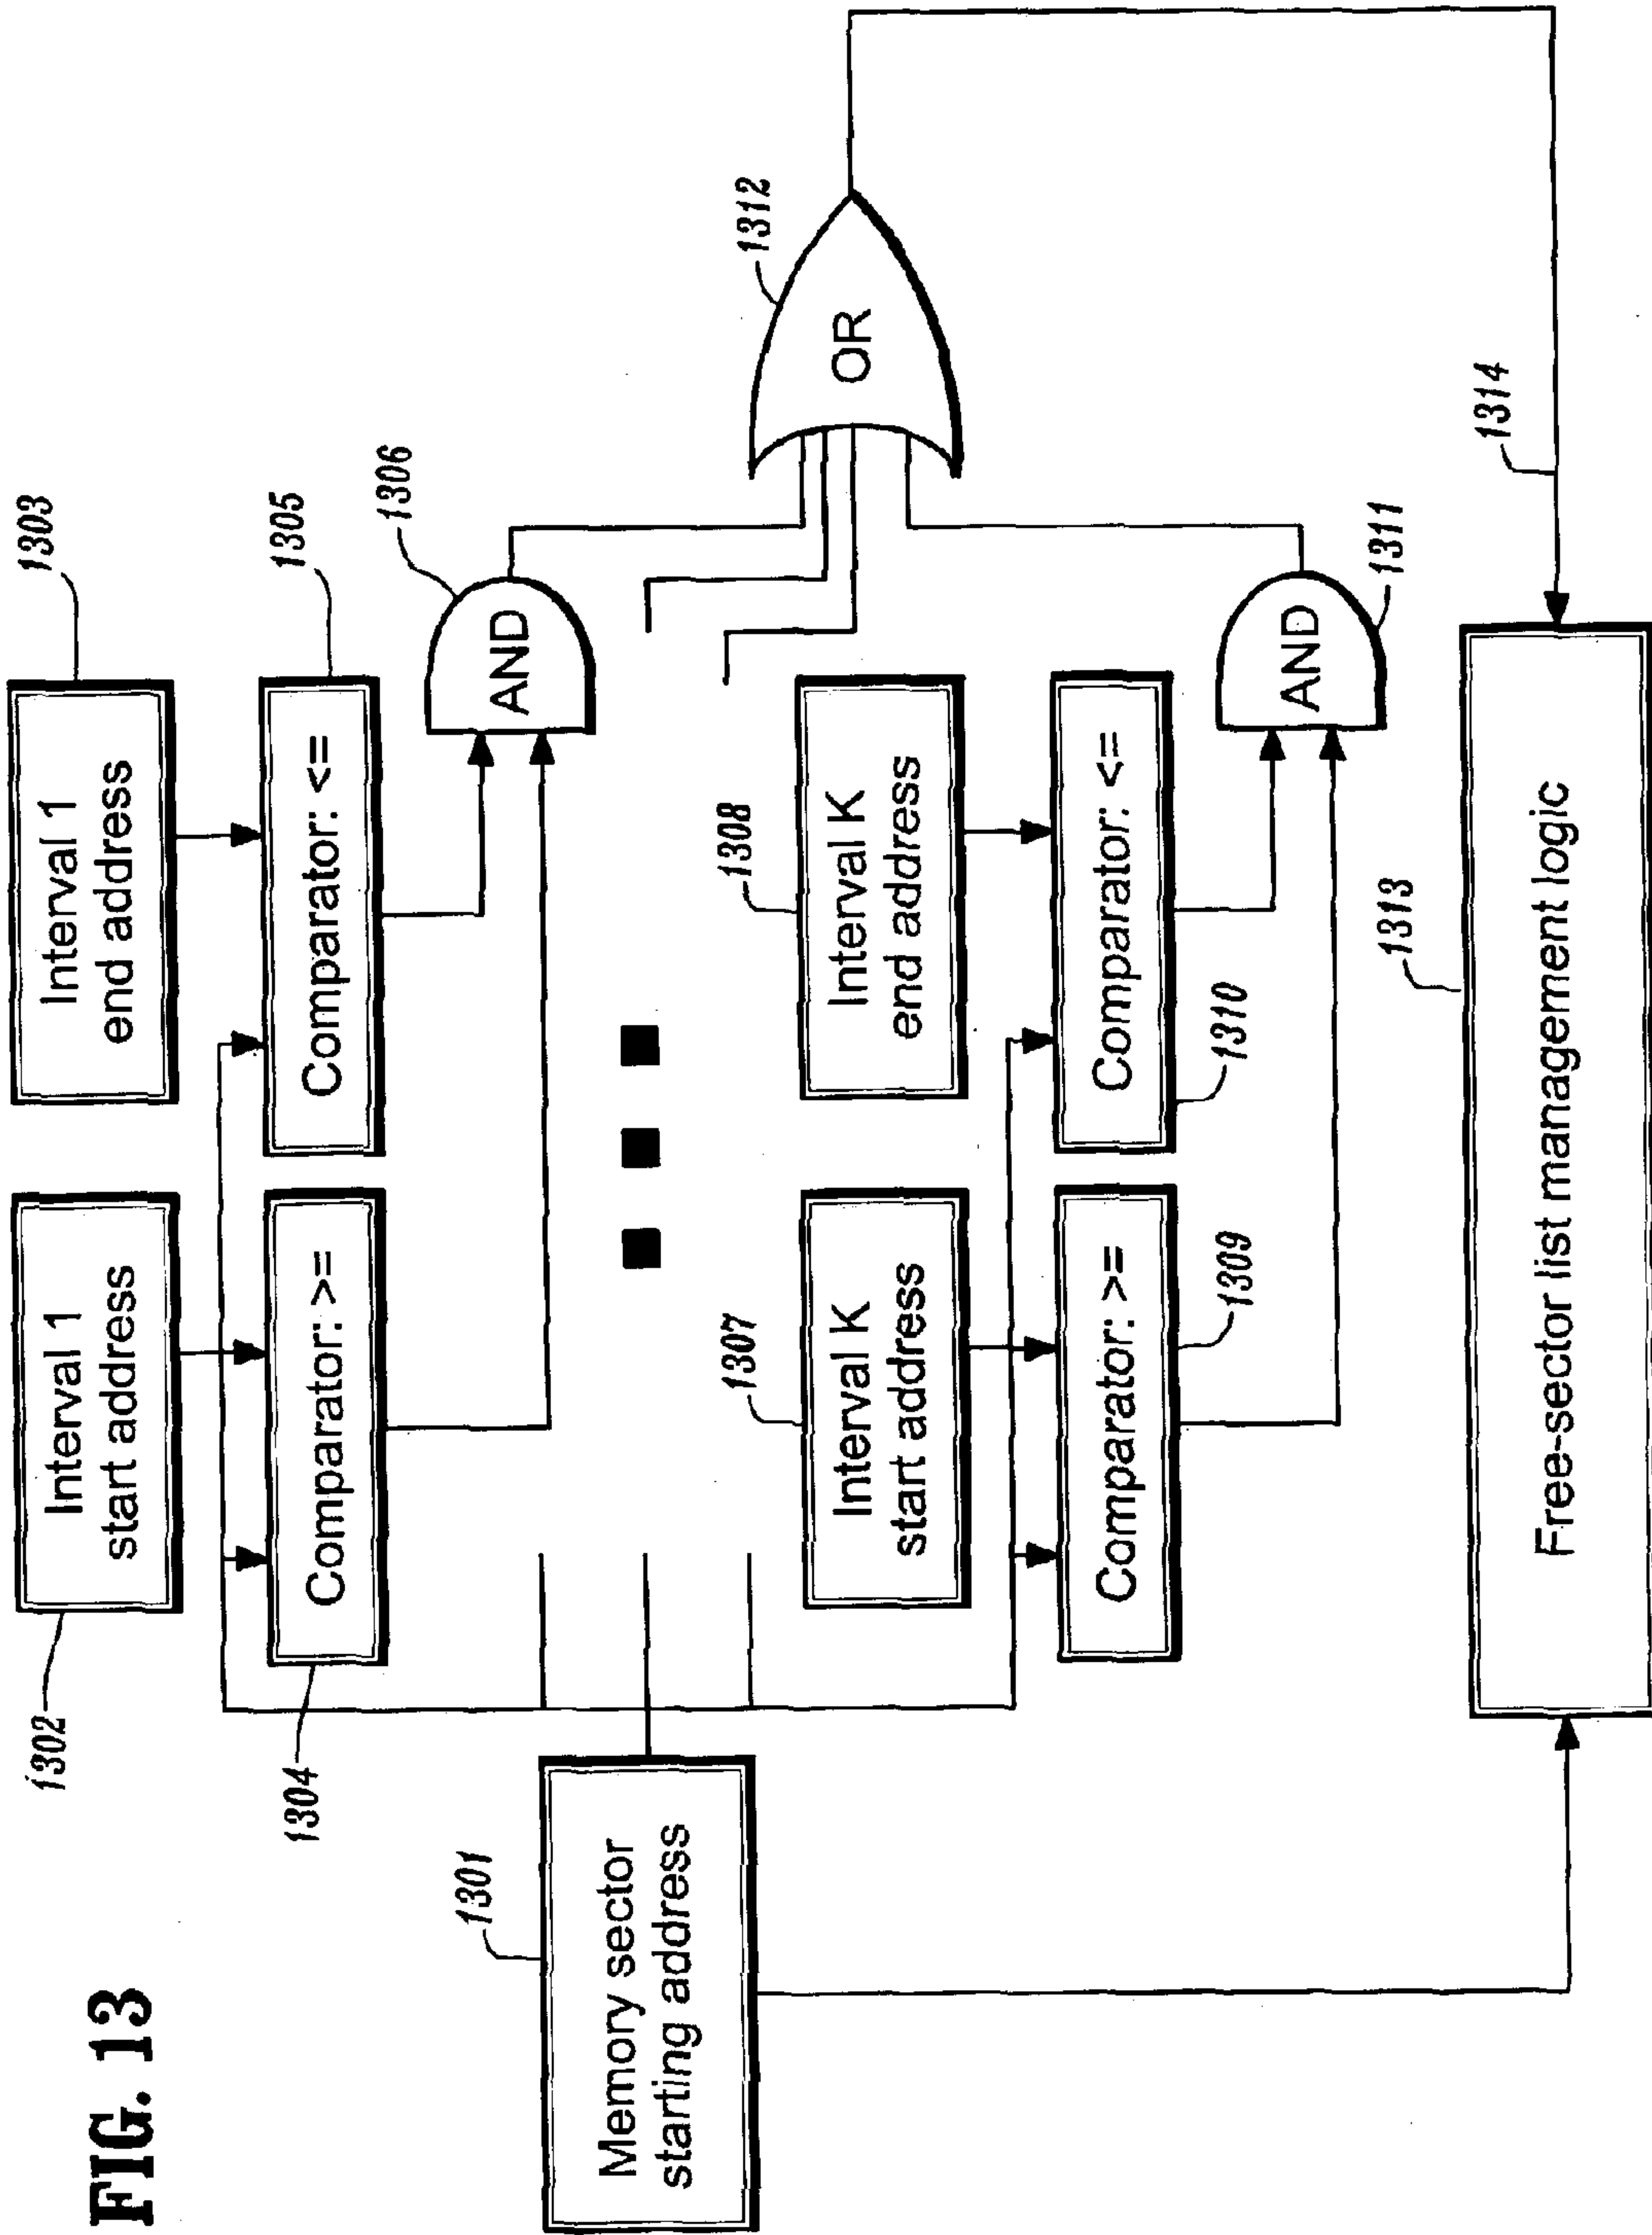 FIG. 13
1302
Interval 1
start address
Interval 1
end address
1303
1304
Comparator: >=
Comparator: <=
1305
AND
1306
1301
Memory sector
starting address
OR
1312
1307
Interval K
start address
1308
Interval K
end address
Comparator: >=
1309
Comparator: <=
1310
AND
1311
1313
Free-sector list management logic
1314